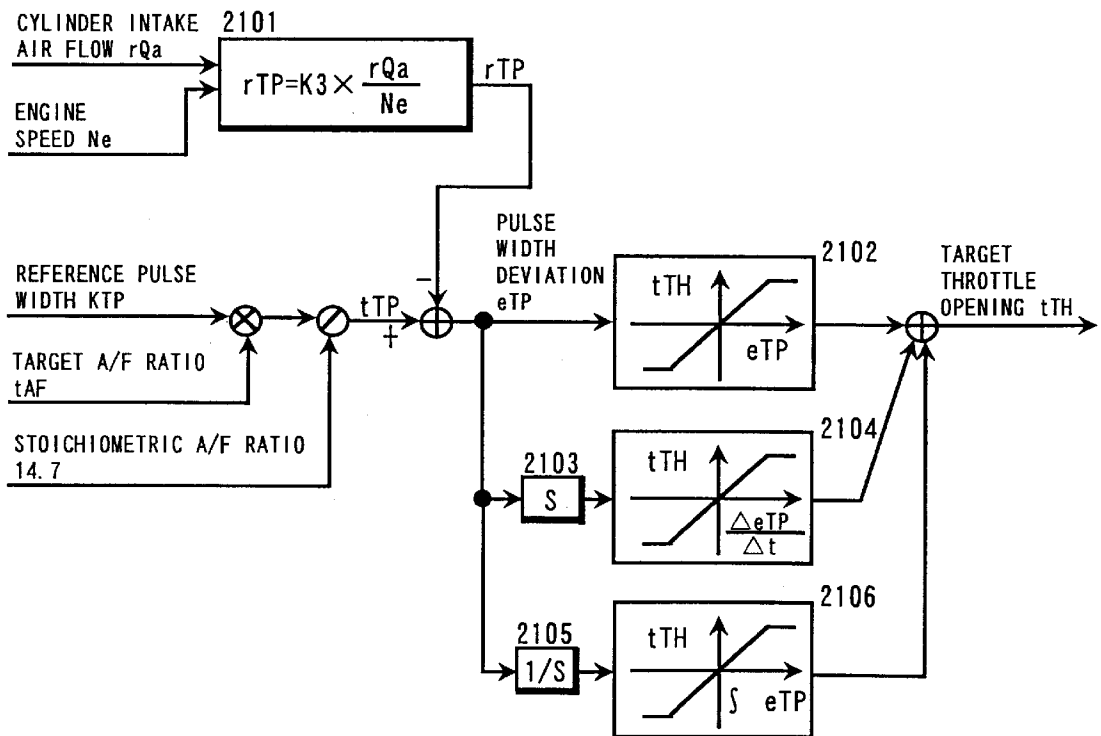 CYLINDER INTAKE
AIR FLOW rQa
2101
rTP=K3× rQa
Ne
rTP
ENGINE
SPEED Ne
REFERENCE PULSE
WIDTH KTP
TARGET A/F RATIO
tAF
STOICHIOMETRIC A/F RATIO
14.7
tTP
+
−
PULSE
WIDTH
DEVIATION
eTP
2102
tTH
eTP
TARGET
THROTTLE
OPENING tTH
2103
S
2104
tTH
△eTP
△t
2105
1/S
2106
tTH
∫ eTP